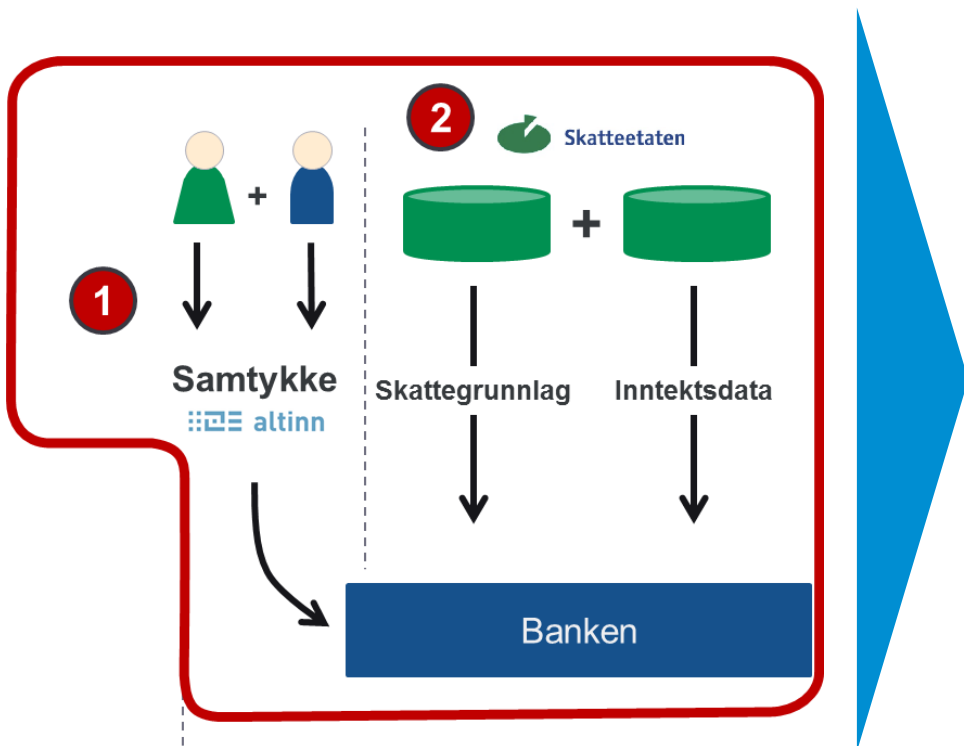 1
Samtykke
altinn
2
Skatteetaten
Skattegrunnlag
Inntektsdata
Banken